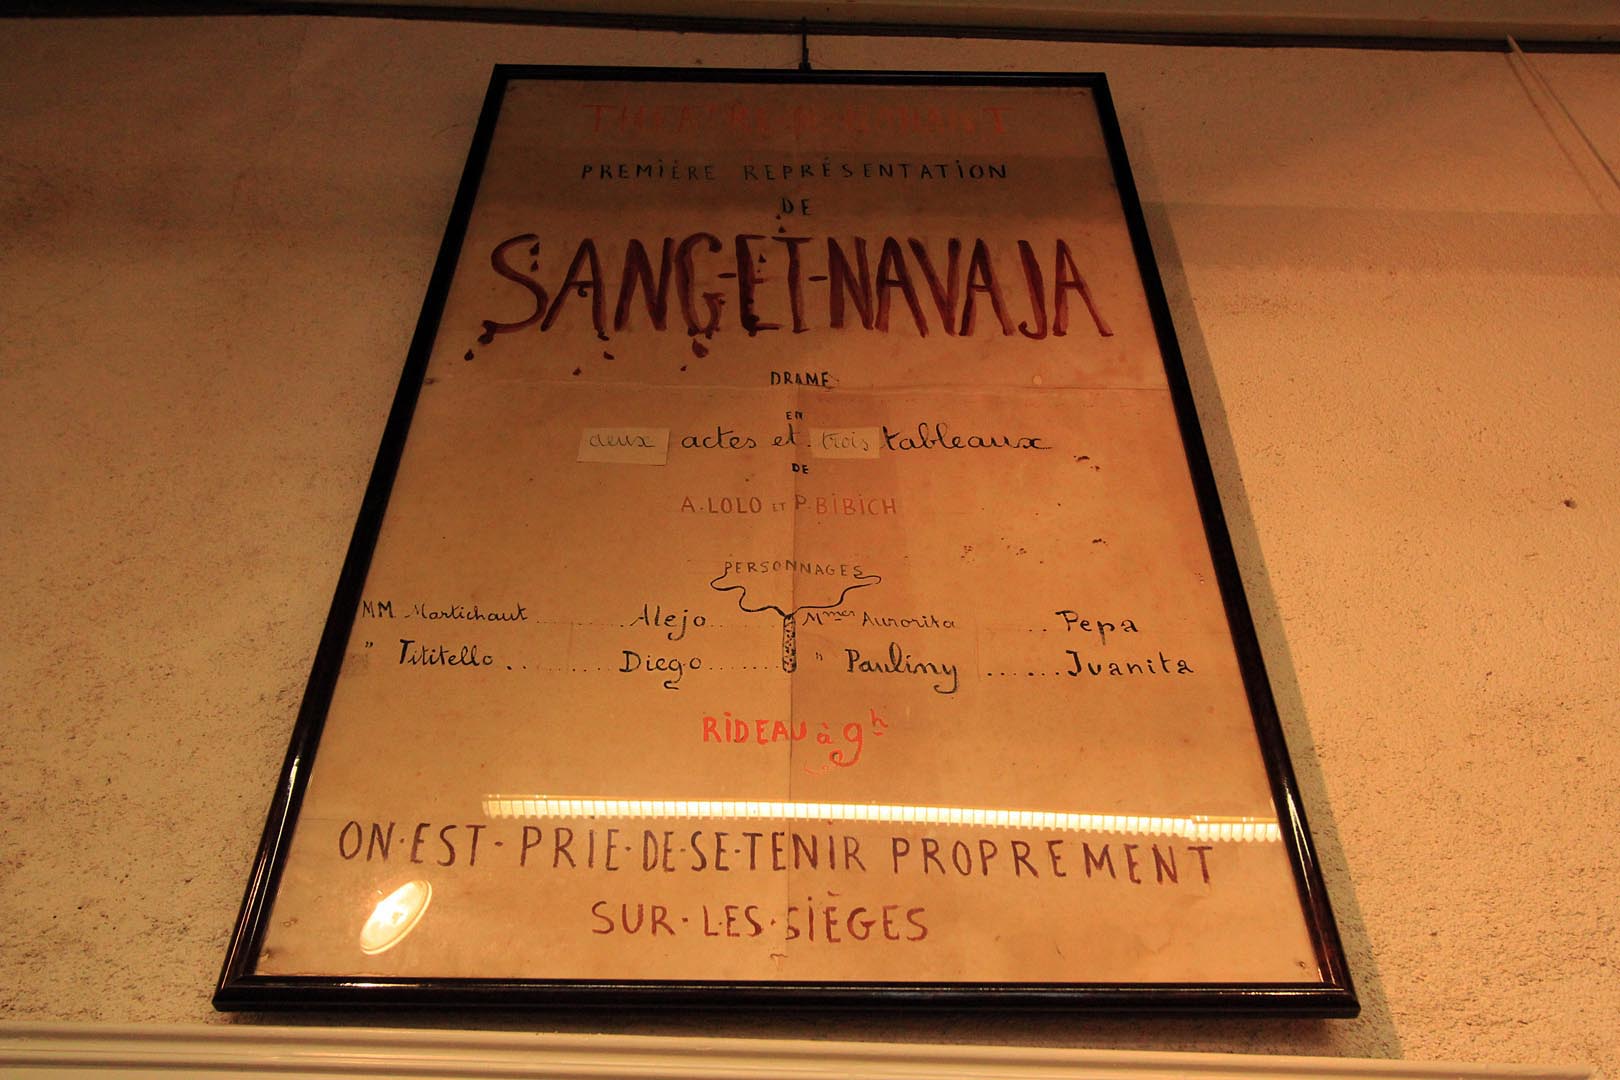 THÉATRE
PREMIÈRE REPRÉSENTATION
DE
SANG-ET-NAVAJA
DRAME
EN
deux actes et trois tableaux
DE
A. LOLO ET P. BIBICH
PERSONNAGES
MM Martichaut ........ Alejo .. Mmes Aurorita ... Pepa
" Tititello ........ Diego ...... " Pauliny ...... Juanita
RIDEAU à 9h
ON·EST·PRIE·DE·SE·TENIR PROPREMENT
SUR·LES·SIÈGES